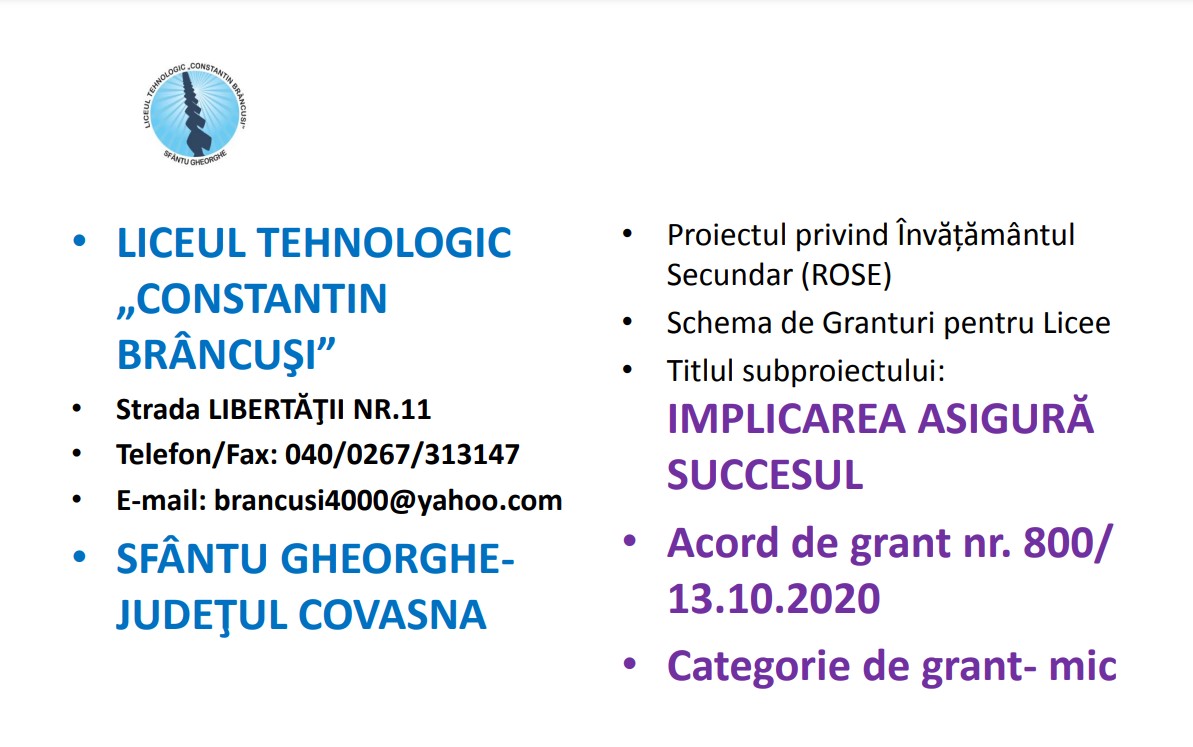 LICEUL TEHNOLOGIC „CONSTANTIN BRÂNCUSI"
SFÂNTU GHEORGHE
• LICEUL TEHNOLOGIC
„CONSTANTIN
BRÂNCUŞI”
• Strada LIBERTĂŢII NR.11
• Telefon/Fax: 040/0267/313147
• E-mail: brancusi4000@yahoo.com
• SFÂNTU GHEORGHE-
JUDEŢUL COVASNA
• Proiectul privind Învățământul
Secundar (ROSE)
• Schema de Granturi pentru Licee
• Titlul subproiectului:
IMPLICAREA ASIGURĂ
SUCCESUL
• Acord de grant nr. 800/
13.10.2020
• Categorie de grant- mic